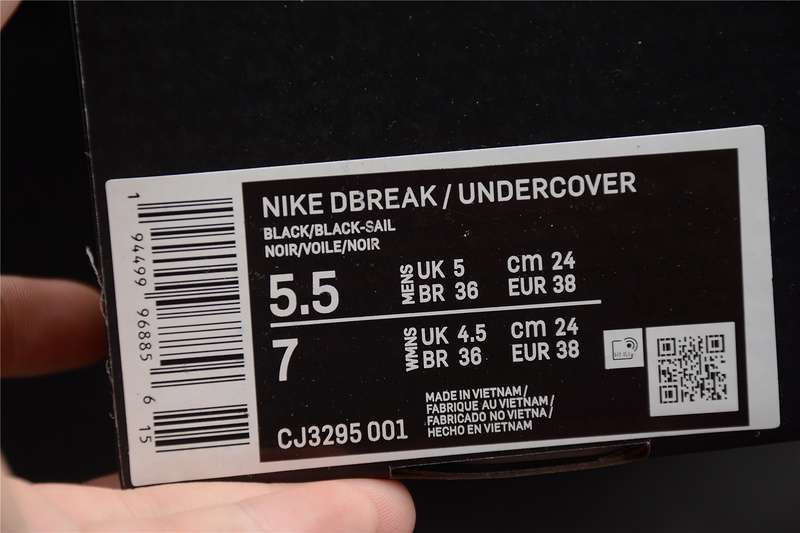 NIKE DBREAK / UNDERCOVER
BLACK/BLACK-SAIL
NOIR/VOILE/NOIR
5.5 MENS UK 5 cm 24
BR 36 EUR 38
7 WMNS UK 4.5 cm 24
BR 36 EUR 38
CJ3295 001
MADE IN VIETNAM /
FABRIQUE AU VIETNAM /
FABRICADO NO VIETNA /
HECHO EN VIETNAM
1 94499 96885 6 15